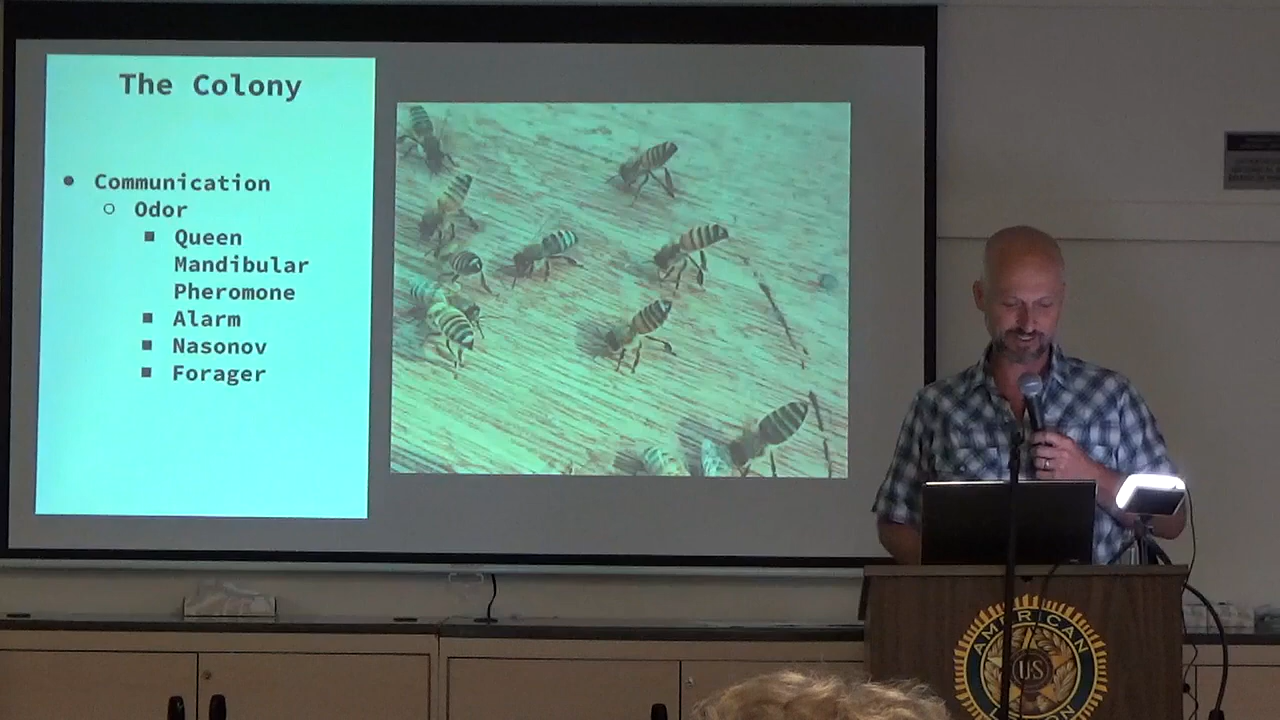 The Colony
Communication
Odor
Queen
Mandibular
Pheromone
Alarm
Nasonov
Forager
AMERICAN
US